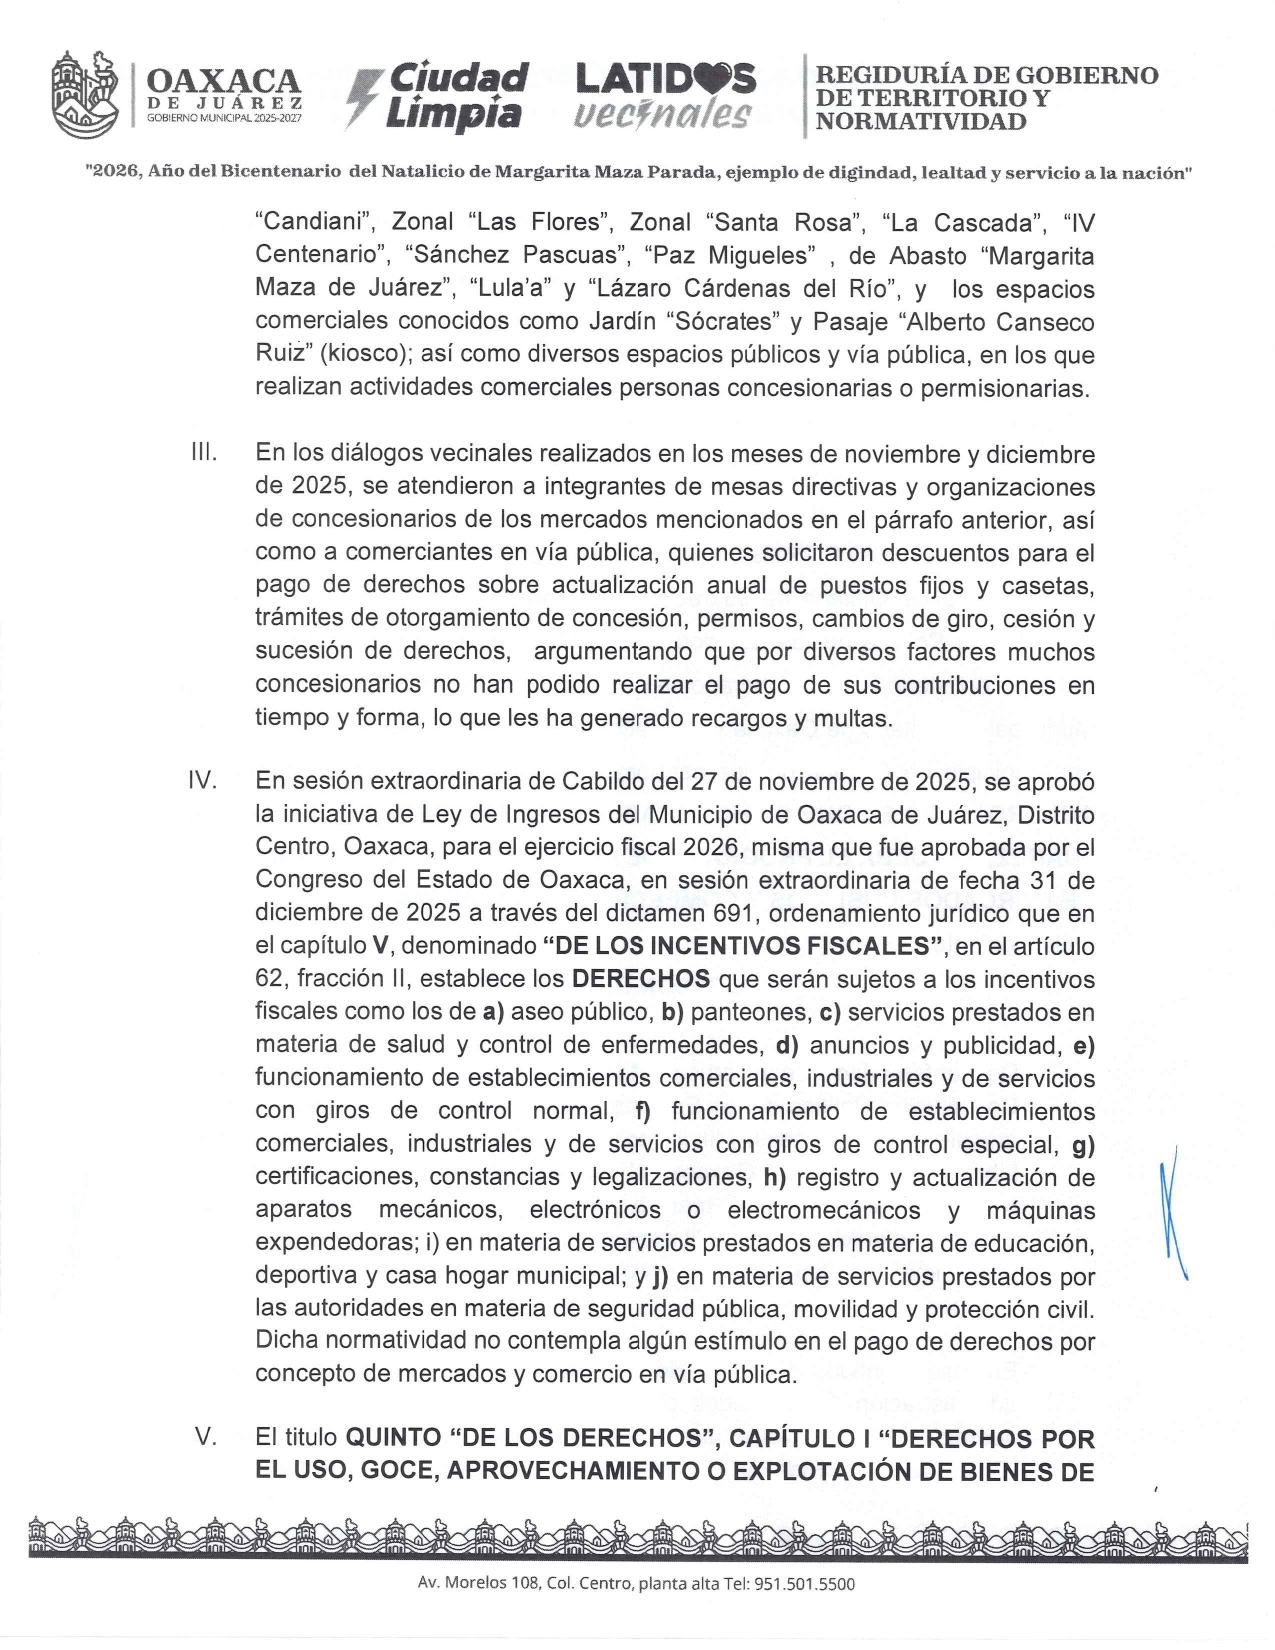 OAXACA
DE JUÁREZ
GOBIERNO MUNICIPAL 2025-2027
Ciudad
Limpia
LATIDOS
vecinales
REGIDURÍA DE GOBIERNO
DE TERRITORIO Y
NORMATIVIDAD
"2026, Año del Bicentenario del Natalicio de Margarita Maza Parada, ejemplo de digindad, lealtad y servicio a la nación"
“Candiani”, Zonal “Las Flores”, Zonal “Santa Rosa”, “La Cascada”, “IV
Centenario”, “Sánchez Pascuas”, “Paz Migueles” , de Abasto “Margarita
Maza de Juárez”, “Lula’a” y “Lázaro Cárdenas del Río”, y los espacios
comerciales conocidos como Jardín “Sócrates” y Pasaje “Alberto Canseco
Ruiz” (kiosco); así como diversos espacios públicos y vía pública, en los que
realizan actividades comerciales personas concesionarias o permisionarias.
III. En los diálogos vecinales realizados en los meses de noviembre y diciembre
de 2025, se atendieron a integrantes de mesas directivas y organizaciones
de concesionarios de los mercados mencionados en el párrafo anterior, así
como a comerciantes en vía pública, quienes solicitaron descuentos para el
pago de derechos sobre actualización anual de puestos fijos y casetas,
trámites de otorgamiento de concesión, permisos, cambios de giro, cesión y
sucesión de derechos, argumentando que por diversos factores muchos
concesionarios no han podido realizar el pago de sus contribuciones en
tiempo y forma, lo que les ha generado recargos y multas.
IV. En sesión extraordinaria de Cabildo del 27 de noviembre de 2025, se aprobó
la iniciativa de Ley de Ingresos del Municipio de Oaxaca de Juárez, Distrito
Centro, Oaxaca, para el ejercicio fiscal 2026, misma que fue aprobada por el
Congreso del Estado de Oaxaca, en sesión extraordinaria de fecha 31 de
diciembre de 2025 a través del dictamen 691, ordenamiento jurídico que en
el capítulo V, denominado “DE LOS INCENTIVOS FISCALES”, en el artículo
62, fracción II, establece los DERECHOS que serán sujetos a los incentivos
fiscales como los de a) aseo público, b) panteones, c) servicios prestados en
materia de salud y control de enfermedades, d) anuncios y publicidad, e)
funcionamiento de establecimientos comerciales, industriales y de servicios
con giros de control normal, f) funcionamiento de establecimientos
comerciales, industriales y de servicios con giros de control especial, g)
certificaciones, constancias y legalizaciones, h) registro y actualización de
aparatos mecánicos, electrónicos o electromecánicos y máquinas
expendedoras; i) en materia de servicios prestados en materia de educación,
deportiva y casa hogar municipal; y j) en materia de servicios prestados por
las autoridades en materia de seguridad pública, movilidad y protección civil.
Dicha normatividad no contempla algún estímulo en el pago de derechos por
concepto de mercados y comercio en vía pública.
V. El titulo QUINTO “DE LOS DERECHOS”, CAPÍTULO I “DERECHOS POR
EL USO, GOCE, APROVECHAMIENTO O EXPLOTACIÓN DE BIENES DE
Av. Morelos 108, Col. Centro, planta alta Tel: 951.501.5500